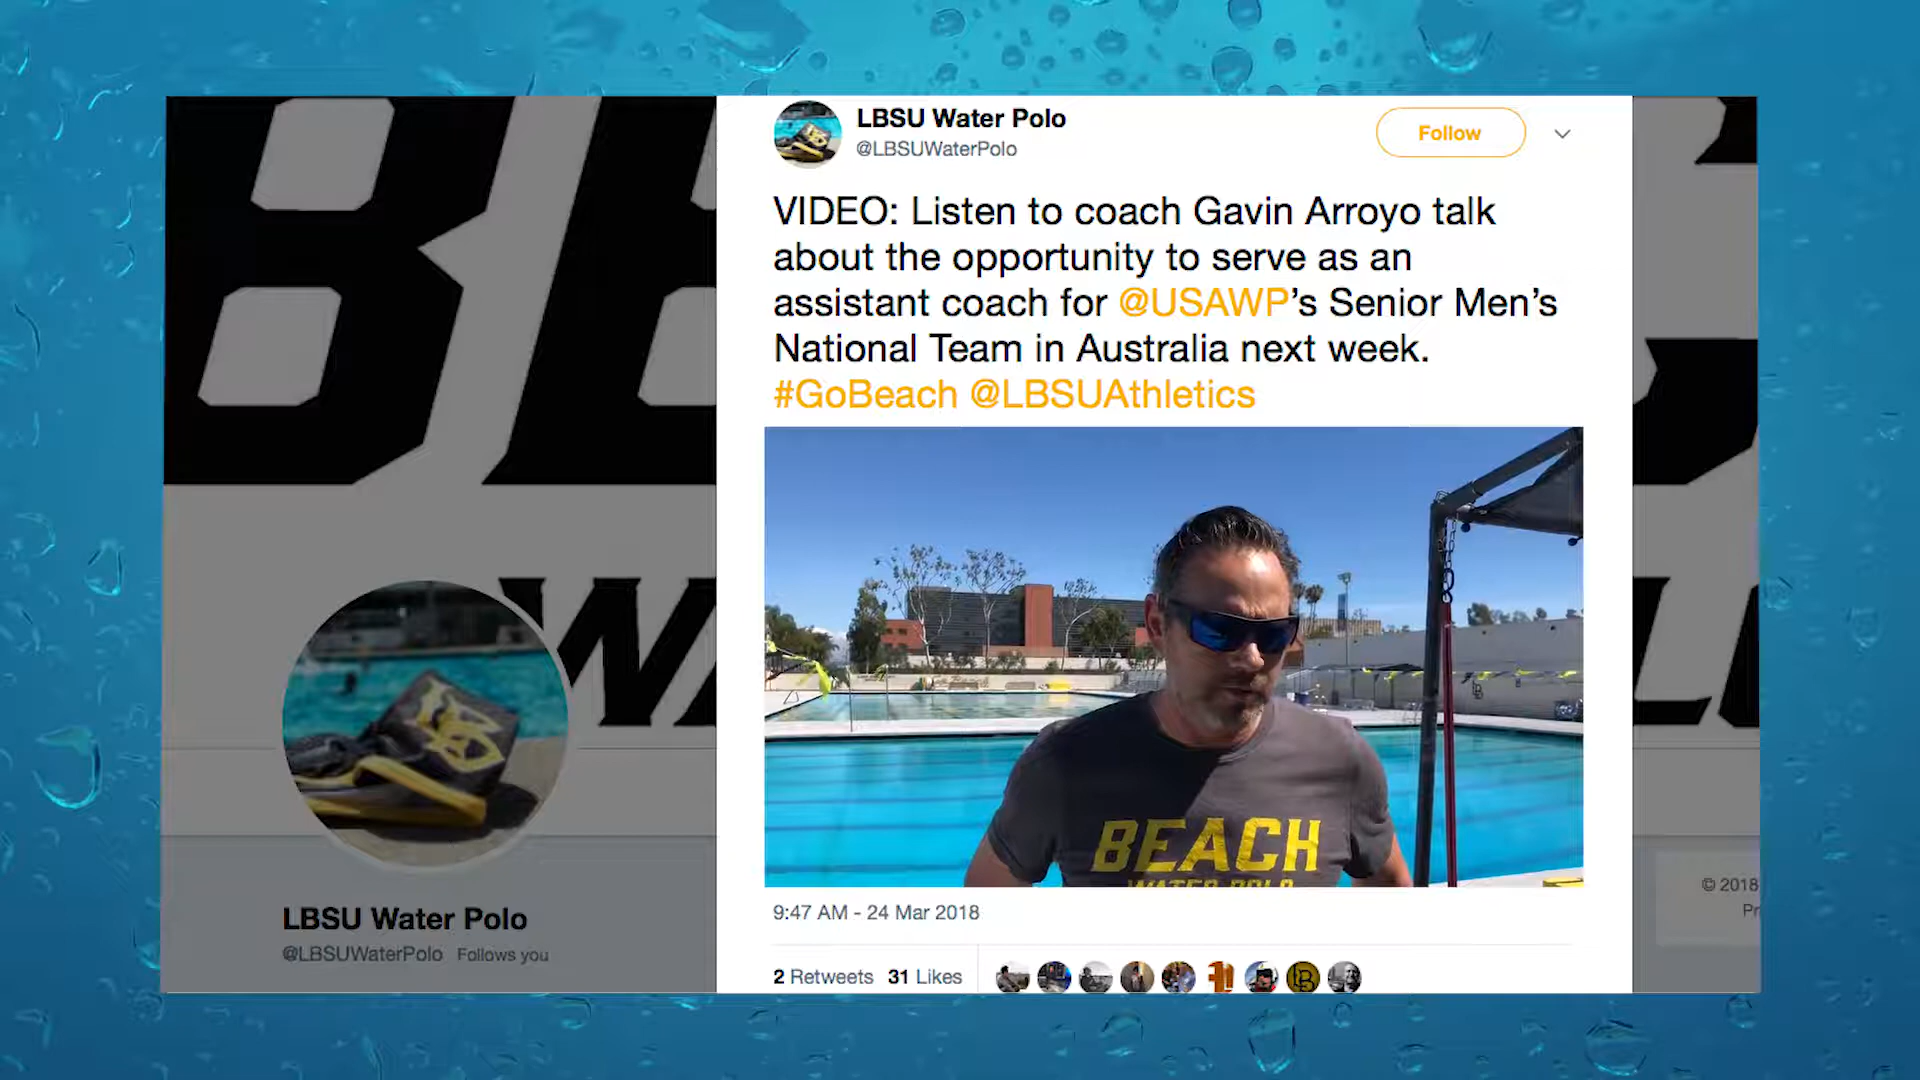 LBSU Water Polo
@LBSUWaterPolo
Follow
VIDEO: Listen to coach Gavin Arroyo talk
about the opportunity to serve as an
assistant coach for @USAWP’s Senior Men’s
National Team in Australia next week.
#GoBeach @LBSUAthletics
BEACH
WATER POLO
9:47 AM - 24 Mar 2018
2 Retweets 31 Likes
LBSU Water Polo
@LBSUWaterPolo Follows you
© 2018